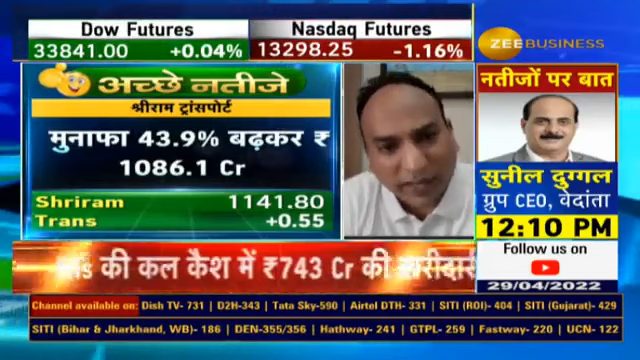 Dow Futures
33841.00 +0.04%
Nasdaq Futures
13298.25 -1.16%
ZEE BUSINESS
अच्छे नतीजे
श्रीराम ट्रांसपोर्ट
मुनाफा 43.9% बढ़कर ₹
1086.1 Cr
Shriram 1141.80
Trans +0.55
नतीजों पर बात
सुनील दुग्गल
ग्रुप CEO, वेदांता
12:10 PM
की कल कैश में ₹743 Cr की
Follow us on
29/04/2022
Channel available on: Dish TV- 731 | D2H-343 | Tata Sky-590 | Airtel DTH- 331 | SITI (ROI)- 404 | SITI (Gujarat)- 429
SITI (Bihar & Jharkhand, WB)- 186 | DEN-355/356 | Hathway- 241 | GTPL- 259 | Fastway- 220 | UCN- 122